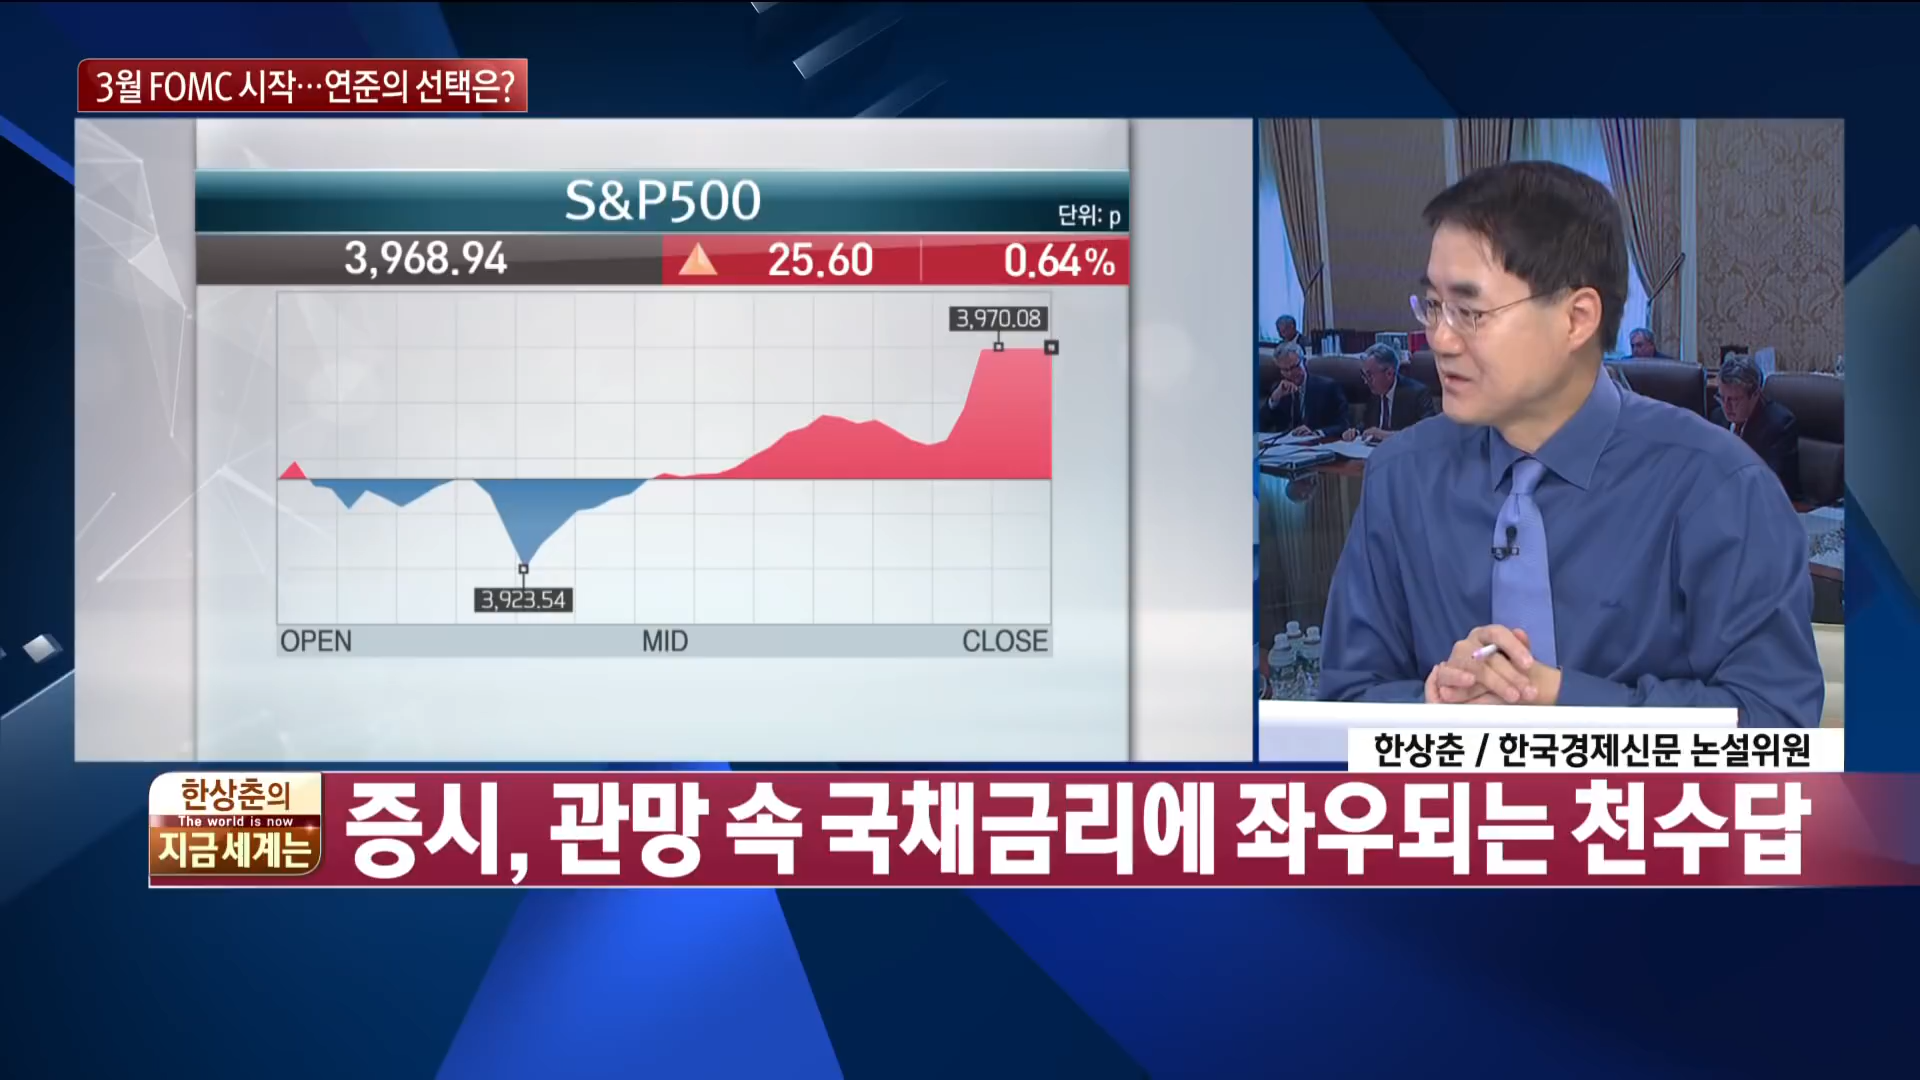 3월 FOMC 시작…연준의 선택은?
S&P500
단위: p
3,968.94 25.60 0.64%
3,970.08
3,923.54
OPEN MID CLOSE
한상춘 / 한국경제신문 논설위원
한상춘의
The world is now
지금 세계는
증시, 관망 속 국채금리에 좌우되는 천수답